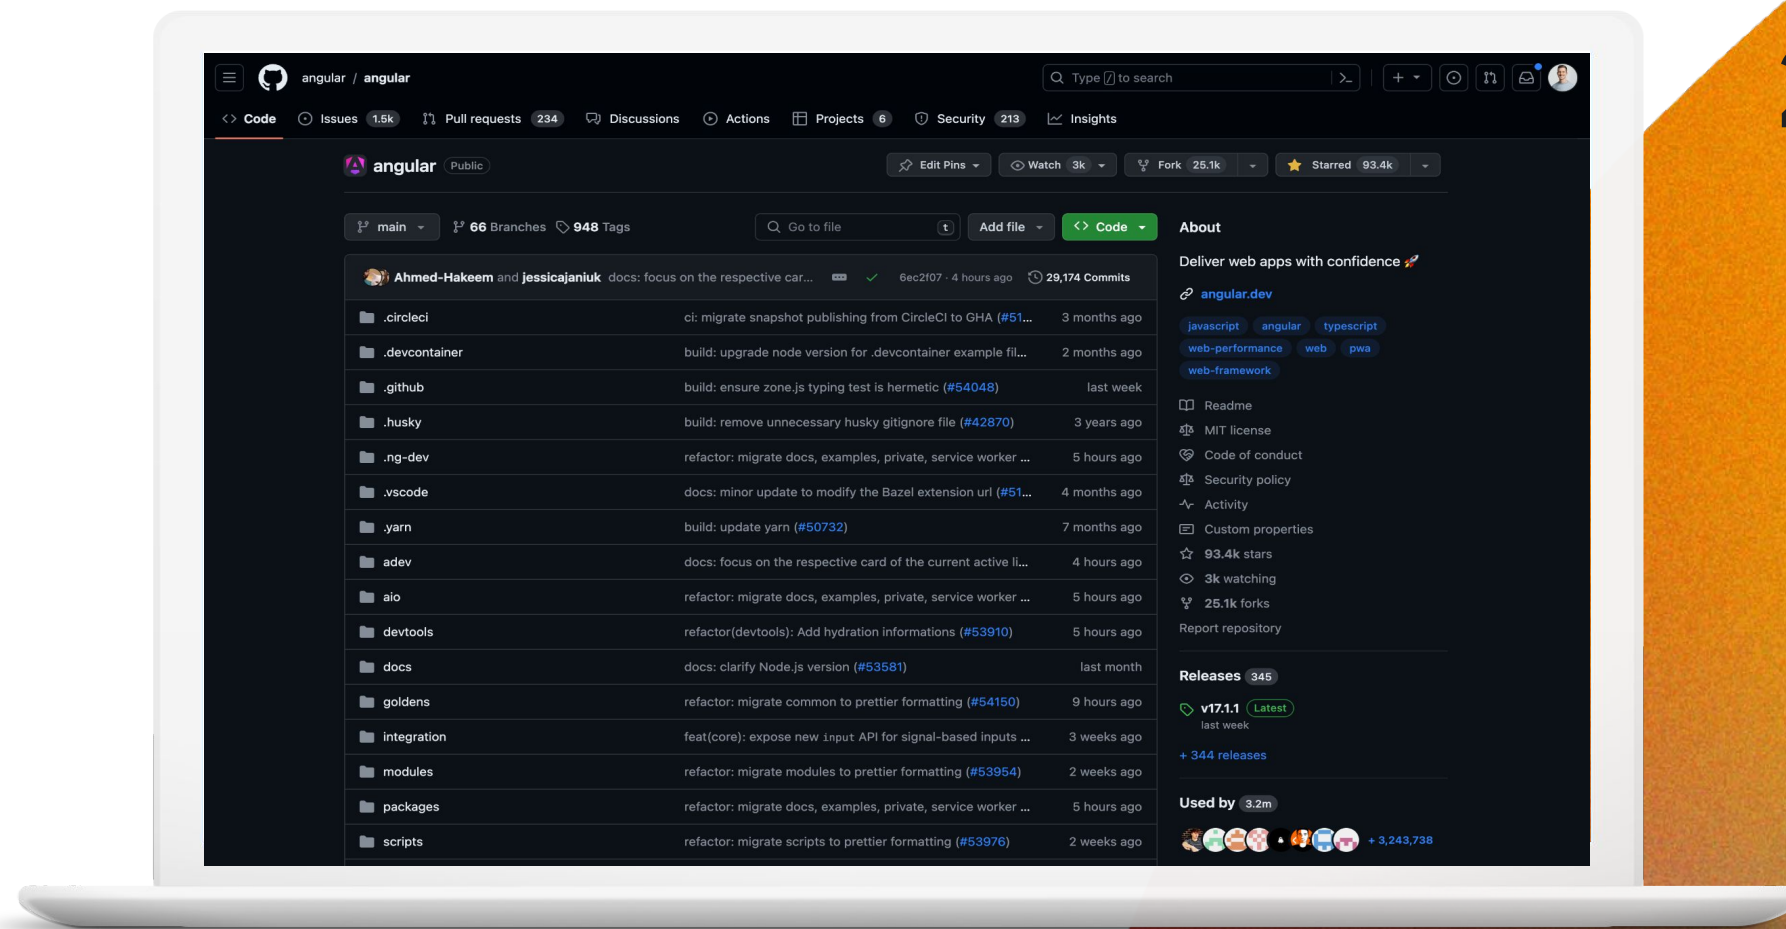 angular / angular
Type / to search
Code Issues 1.5k Pull requests 234 Discussions Actions Projects 6 Security 213 Insights
angular Public
Edit Pins Watch 3k Fork 25.1k Starred 93.4k
main 66 Branches 948 Tags
Go to file t Add file Code
Ahmed-Hakeem and jessicajaniuk docs: focus on the respective car... 6ec2f07 · 4 hours ago 29,174 Commits
.circleci ci: migrate snapshot publishing from CircleCI to GHA (#51... 3 months ago
.devcontainer build: upgrade node version for .devcontainer example fil... 2 months ago
.github build: ensure zone.js typing test is hermetic (#54048) last week
.husky build: remove unnecessary husky gitignore file (#42870) 3 years ago
.ng-dev refactor: migrate docs, examples, private, service worker ... 5 hours ago
.vscode docs: minor update to modify the Bazel extension url (#51... 4 months ago
.yarn build: update yarn (#50732) 7 months ago
adev docs: focus on the respective card of the current active li... 4 hours ago
aio refactor: migrate docs, examples, private, service worker ... 5 hours ago
devtools refactor(devtools): Add hydration informations (#53910) 5 hours ago
docs docs: clarify Node.js version (#53581) last month
goldens refactor: migrate common to prettier formatting (#54150) 9 hours ago
integration feat(core): expose new input API for signal-based inputs ... 3 weeks ago
modules refactor: migrate modules to prettier formatting (#53954) 2 weeks ago
packages refactor: migrate docs, examples, private, service worker ... 5 hours ago
scripts refactor: migrate scripts to prettier formatting (#53976) 2 weeks ago
About
Deliver web apps with confidence 🚀
angular.dev
javascript angular typescript
web-performance web pwa
web-framework
Readme
MIT license
Code of conduct
Security policy
Activity
Custom properties
93.4k stars
3k watching
25.1k forks
Report repository
Releases 345
v17.1.1 Latest
last week
+ 344 releases
Used by 3.2m
+ 3,243,738